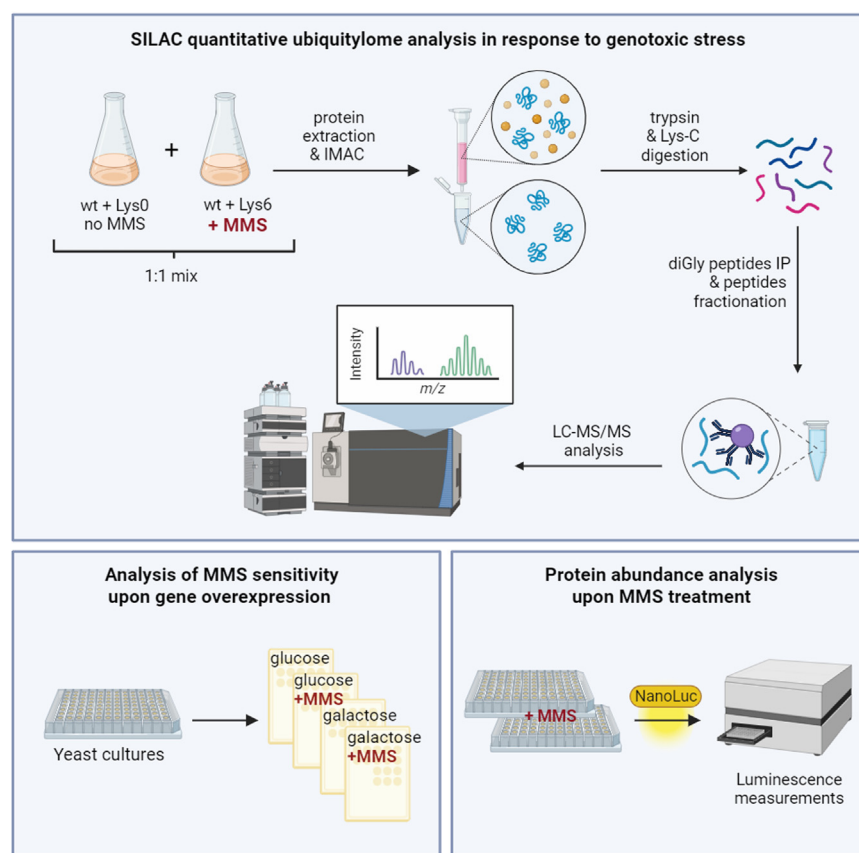 SILAC quantitative ubiquitylome analysis in response to genotoxic stress
protein
extraction
& IMAC
trypsin
& Lys-C
digestion
+
wt + Lys0
no MMS
wt + Lys6
+ MMS
1:1 mix
diGly peptides IP
& peptides
fractionation
Intensity
m/z
LC-MS/MS
analysis
Analysis of MMS sensitivity
upon gene overexpression
Yeast cultures
glucose
glucose
+MMS
galactose
galactose
+MMS
Protein abundance analysis
upon MMS treatment
+ MMS
NanoLuc
Luminescence
measurements